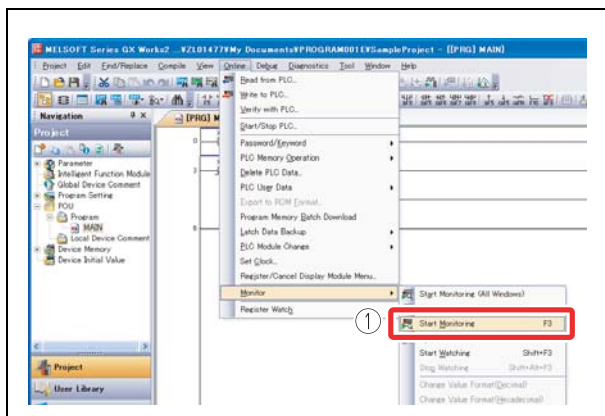 MELSOFT Series GX Works2 ...¥ZL01477¥My Documents¥PROGRAM001E¥SampleProject - [[PRG] MAIN]
Project Edit Find/Replace Compile View Online Debug Diagnostics Tool Window Help
Navigation
[PRG] M
Project
Parameter
Intelligent Function Module
Global Device Comment
Program Setting
POU
Program
MAIN
Local Device Comment
Device Memory
Device Initial Value
Project
User Library
0
3
6
Read from PLC...
Write to PLC...
Verify with PLC...
Start/Stop PLC...
Password/Keyword
PLC Memory Operation
Delete PLC Data...
PLC User Data
Export to ROM Format...
Program Memory Batch Download
Latch Data Backup
PLC Module Change
Set Clock...
Register/Cancel Display Module Menu...
Monitor
Register Watch
Start Monitoring (All Windows)
1
Start Monitoring F3
Start Watching Shift+F3
Stop Watching Shift+Alt+F3
Change Value Format(Decimal)
Change Value Format(Hexadecimal)